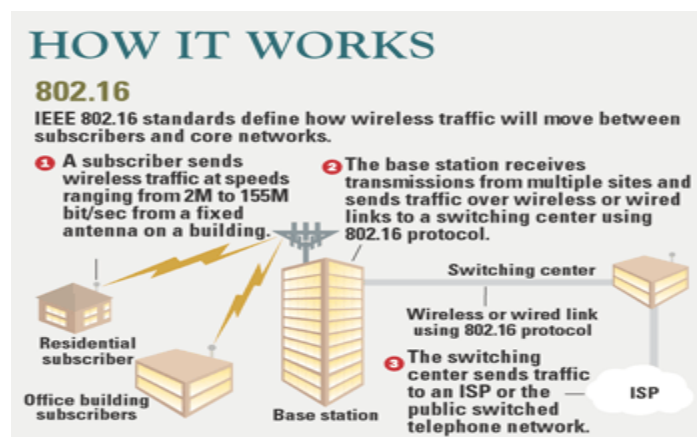 HOW IT WORKS
802.16
IEEE 802.16 standards define how wireless traffic will move between
subscribers and core networks.
1 A subscriber sends
wireless traffic at speeds
ranging from 2M to 155M
bit/sec from a fixed
antenna on a building.
2 The base station receives
transmissions from multiple sites and
sends traffic over wireless or wired
links to a switching center using
802.16 protocol.
Switching center
Wireless or wired link
using 802.16 protocol
Residential
subscriber
Office building
subscribers
Base station
3 The switching
center sends traffic
to an ISP or the
public switched
telephone network.
ISP